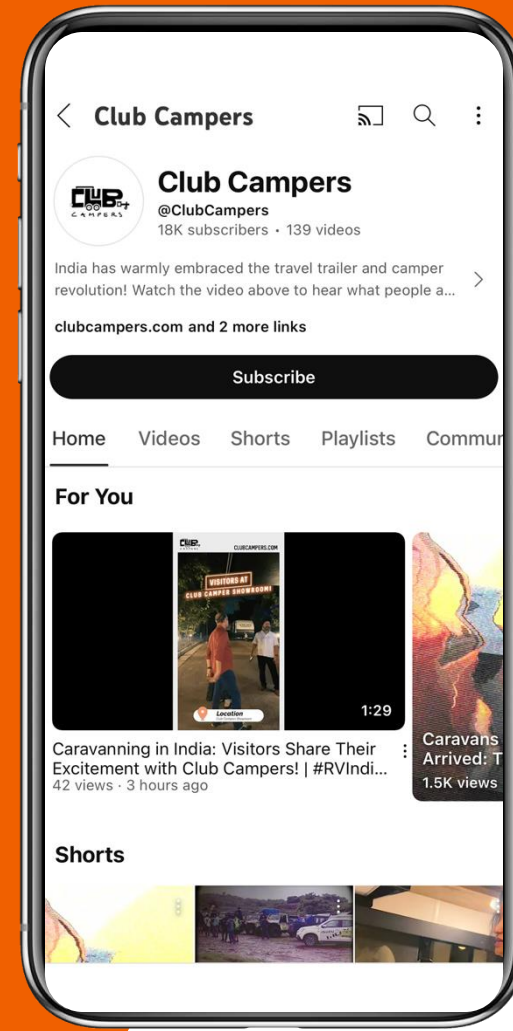 Club Campers
CLUB
CAMPERS
Club Campers
@ClubCampers
18K subscribers • 139 videos
India has warmly embraced the travel trailer and camper
revolution! Watch the video above to hear what people a...
clubcampers.com and 2 more links
Subscribe
Home Videos Shorts Playlists Commun
For You
CLUB
CLUBCAMPERS.COM
VISITORS AT
CLUB CAMPER SHOWROOM!
Location
1:29
Caravanning in India: Visitors Share Their
Excitement with Club Campers! | #RVIndi...
42 views · 3 hours ago
Caravans
Arrived: T
1.5K views
Shorts